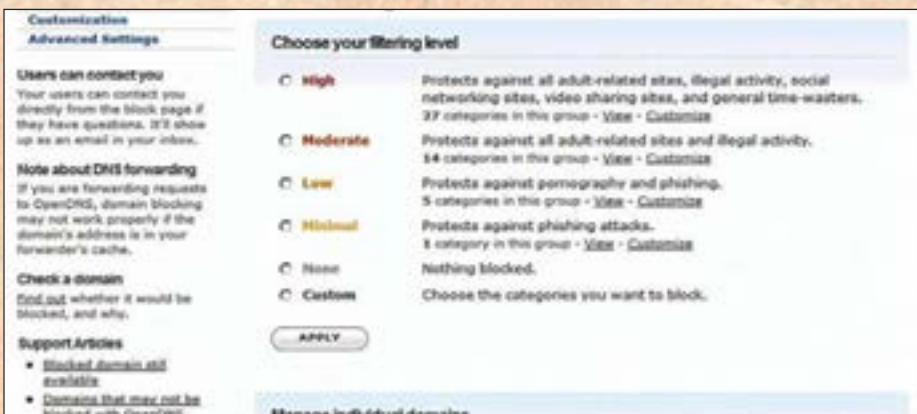 Customization
Advanced Settings
Users can contact you
Your users can contact you
directly from the block page if
they have questions. It'll show
up as an email in your inbox.
Note about DNS forwarding
If you are forwarding requests
to OpenDNS, domain blocking
may not work properly if the
domain's address is in your
forwarder's cache.
Check a domain
Find out whether it would be
blocked, and why.
Support Articles
• Blocked domain still
available
• Domains that may not be
blocked with OpenDNS
Choose your filtering level
High
Protects against all adult-related sites, illegal activity, social
networking sites, video sharing sites, and general time-wasters.
27 categories in this group - View - Customize
Moderate
Protects against all adult-related sites and illegal activity.
14 categories in this group - View - Customize
Low
Protects against pornography and phishing.
5 categories in this group - View - Customize
Minimal
Protects against phishing attacks.
1 category in this group - View - Customize
None
Nothing blocked.
Custom
Choose the categories you want to block.
APPLY
Manage individual domains